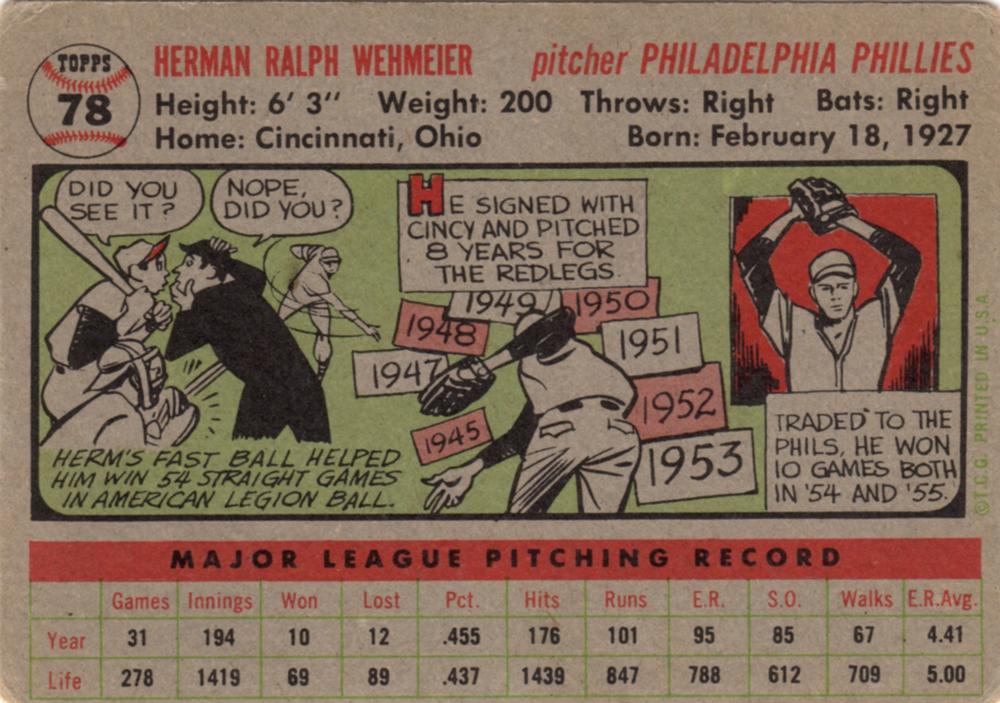 TOPPS
78
HERMAN RALPH WEHMEIER pitcher PHILADELPHIA PHILLIES
Height: 6' 3" Weight: 200 Throws: Right Bats: Right
Home: Cincinnati, Ohio Born: February 18, 1927
DID YOU
SEE IT?
NOPE,
DID YOU?
HERM'S FAST BALL HELPED
HIM WIN 54 STRAIGHT GAMES
IN AMERICAN LEGION BALL.
HE SIGNED WITH
CINCY AND PITCHED
8 YEARS FOR
THE REDLEGS.
1945
1947
1948
1949
1950
1951
1952
1953
TRADED TO THE
PHILS, HE WON
10 GAMES BOTH
IN '54 AND '55.
©T.C.G. PRINTED IN U.S.A.
MAJOR LEAGUE PITCHING RECORD
Games Innings Won Lost Pct. Hits Runs E.R. S.O. Walks E.R.Avg.
Year 31 194 10 12 .455 176 101 95 85 67 4.41
Life 278 1419 69 89 .437 1439 847 788 612 709 5.00